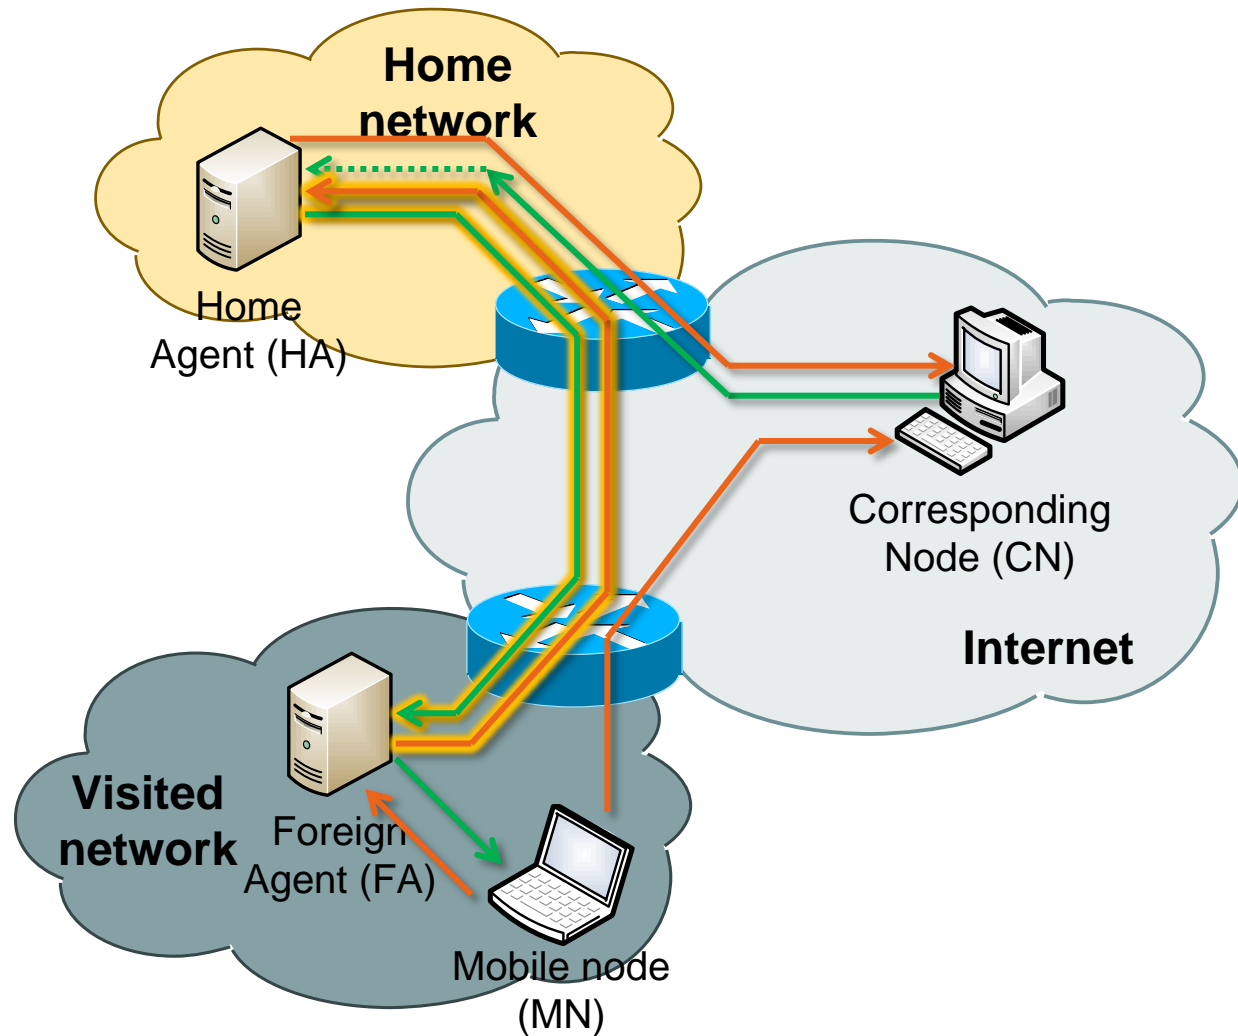 Home
network
Home
Agent (HA)
Corresponding
Node (CN)
Internet
Visited
network
Foreign
Agent (FA)
Mobile node
(MN)